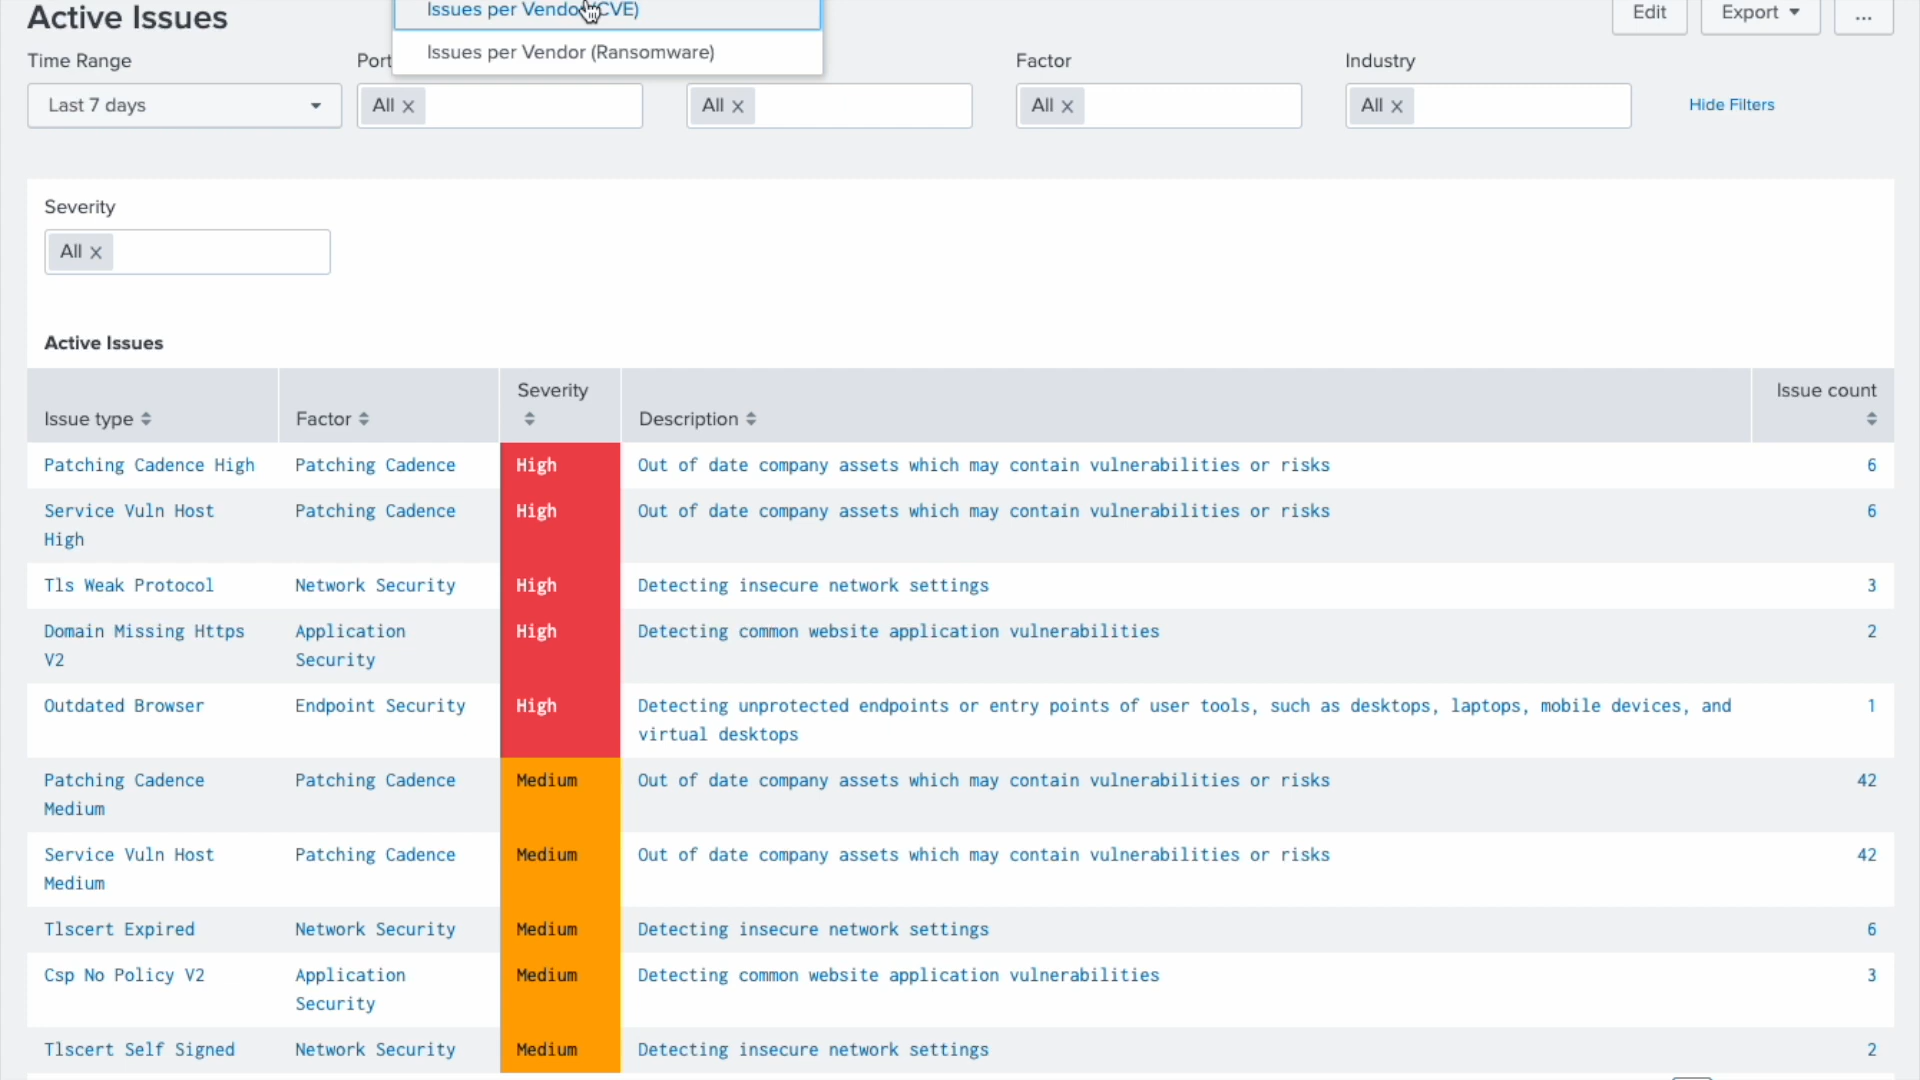 Active Issues
Issues per Vendo CVE)
Edit
Export
...
Issues per Vendor (Ransomware)
Time Range
Port
Factor
Industry
Last 7 days
All ×
All ×
All ×
All ×
Hide Filters
Severity
All ×
Active Issues
Issue type
Factor
Severity
Description
Issue count
Patching Cadence High
Patching Cadence
High
Out of date company assets which may contain vulnerabilities or risks
6
Service Vuln Host
High
Patching Cadence
High
Out of date company assets which may contain vulnerabilities or risks
6
Tls Weak Protocol
Network Security
High
Detecting insecure network settings
3
Domain Missing Https
V2
Application
Security
High
Detecting common website application vulnerabilities
2
Outdated Browser
Endpoint Security
High
Detecting unprotected endpoints or entry points of user tools, such as desktops, laptops, mobile devices, and
virtual desktops
1
Patching Cadence
Medium
Patching Cadence
Medium
Out of date company assets which may contain vulnerabilities or risks
42
Service Vuln Host
Medium
Patching Cadence
Medium
Out of date company assets which may contain vulnerabilities or risks
42
Tlscert Expired
Network Security
Medium
Detecting insecure network settings
6
Csp No Policy V2
Application
Security
Medium
Detecting common website application vulnerabilities
3
Tlscert Self Signed
Network Security
Medium
Detecting insecure network settings
2